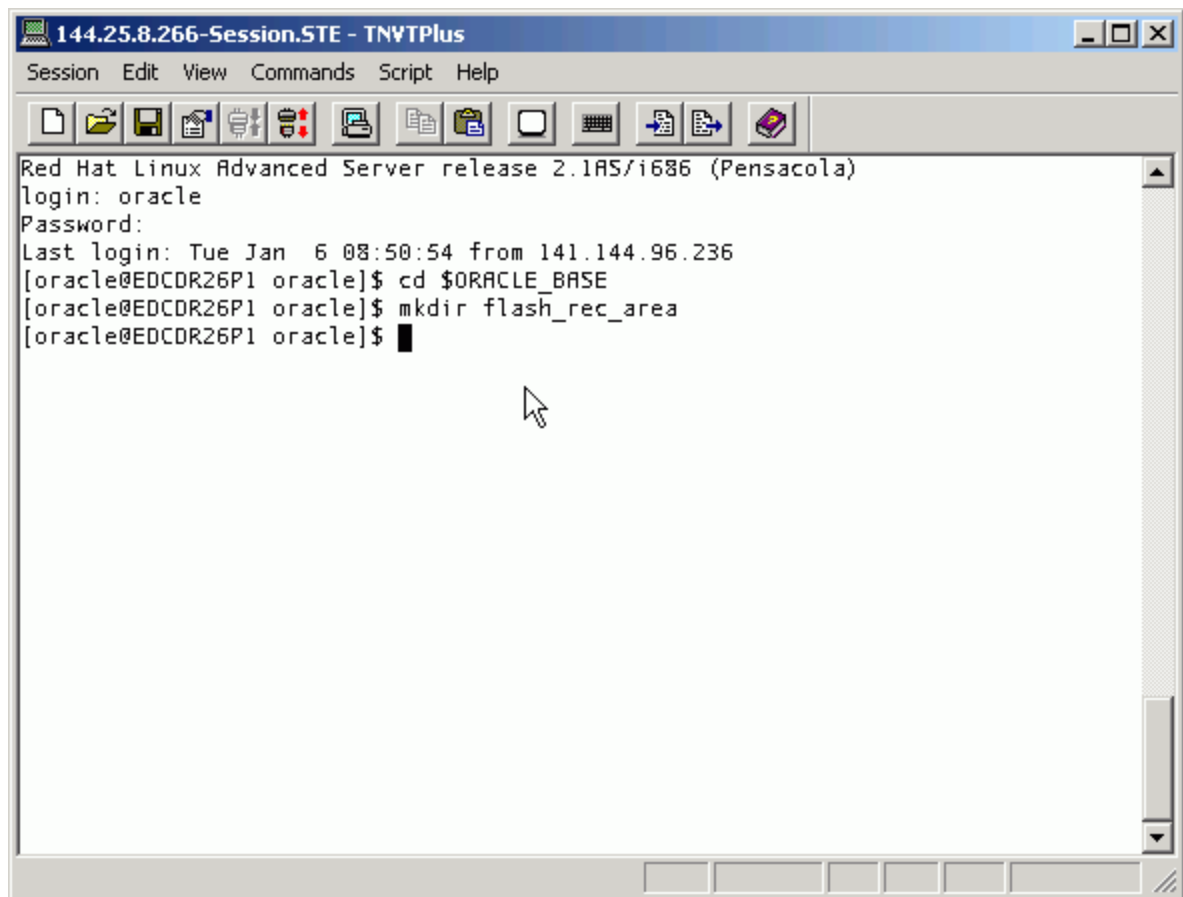 144.25.8.266-Session.STE - TNVTPlus
Session Edit View Commands Script Help
Red Hat Linux Advanced Server release 2.1AS/i686 (Pensacola)
login: oracle
Password:
Last login: Tue Jan  6 08:50:54 from 141.144.96.236
[oracle@EDCDR26P1 oracle]$ cd $ORACLE_BASE
[oracle@EDCDR26P1 oracle]$ mkdir flash_rec_area
[oracle@EDCDR26P1 oracle]$